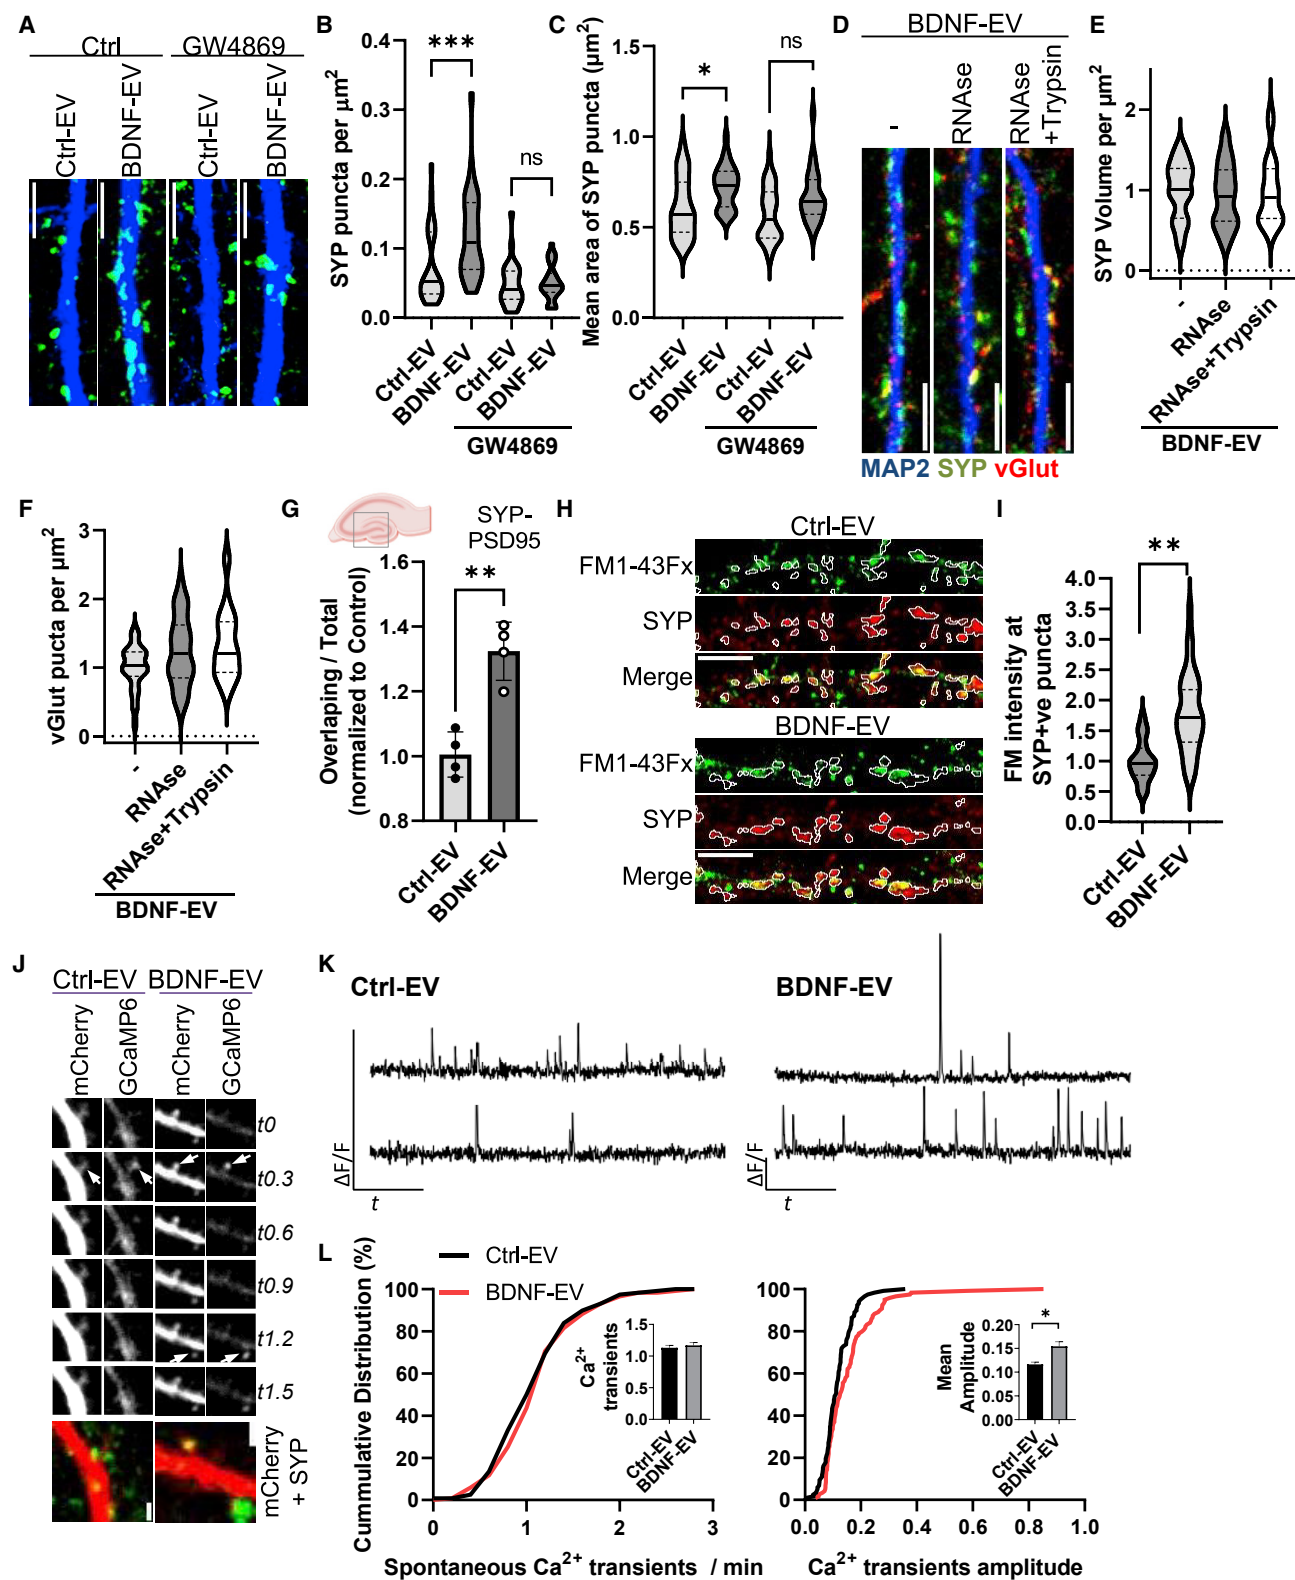 A
Ctrl
GW4869
Ctrl-EV
BDNF-EV
Ctrl-EV
BDNF-EV
B
SYP puncta per μm2
0.4
0.3
0.2
0.1
0.0
***
ns
Ctrl-EV
BDNF-EV
Ctrl-EV
BDNF-EV
GW4869
C
Mean area of SYP puncta (μm2)
1.5
1.0
0.5
0.0
*
ns
Ctrl-EV
BDNF-EV
Ctrl-EV
BDNF-EV
GW4869
D
BDNF-EV
-
RNAse
RNAse
+Trypsin
MAP2 SYP vGlut
E
SYP Volume per μm2
2
1
0
-
RNAse
RNAse+Trypsin
BDNF-EV
F
vGlut pucta per μm2
3
2
1
0
-
RNAse
RNAse+Trypsin
BDNF-EV
G
SYP-
PSD95
Overlaping / Total
(normalized to Control)
1.6
1.4
1.2
1.0
0.8
**
Ctrl-EV
BDNF-EV
H
Ctrl-EV
FM1-43Fx
SYP
Merge
BDNF-EV
FM1-43Fx
SYP
Merge
I
FM intensity at
SYP+ve puncta
4.0
3.5
3.0
2.5
2.0
1.5
1.0
0.5
0.0
**
Ctrl-EV
BDNF-EV
J
Ctrl-EV BDNF-EV
mCherry
GCaMP6
mCherry
GCaMP6
t0
t0.3
t0.6
t0.9
t1.2
t1.5
mCherry
+ SYP
K
Ctrl-EV
BDNF-EV
ΔF/F
t
ΔF/F
t
L
Ctrl-EV
BDNF-EV
Cummulative Distribution (%)
100
80
60
40
20
0
0
1
2
3
Spontaneous Ca2+ transients / min
Ca2+
transients
1.5
1.0
0.5
0.0
Ctrl-EV
BDNF-EV
100
80
60
40
20
0
0.0
0.2
0.4
0.6
0.8
1.0
Ca2+ transients amplitude
Mean
Amplitude
0.20
0.15
0.10
0.05
0.00
*
Ctrl-EV
BDNF-EV